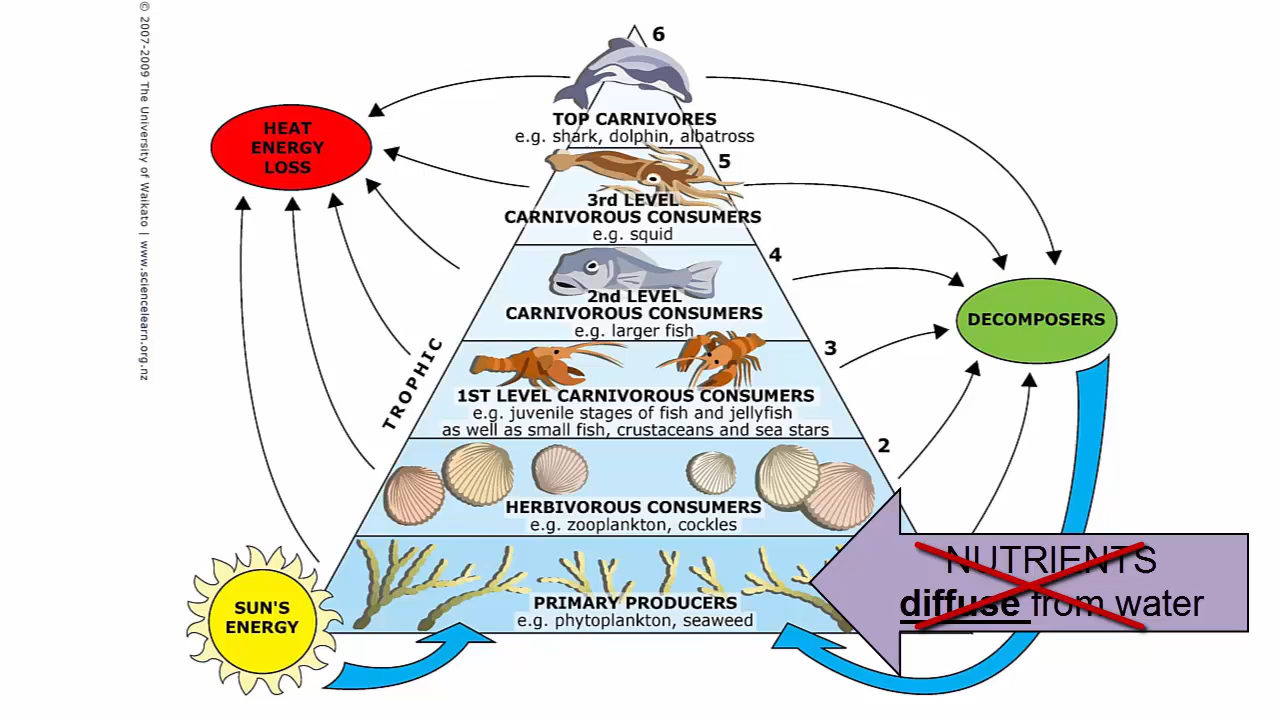 © 2007-2009 The University of Waikato | www.sciencelearn.org.nz
6
TOP CARNIVORES
e.g. shark, dolphin, albatross
HEAT
ENERGY
LOSS
5
3rd LEVEL
CARNIVOROUS CONSUMERS
e.g. squid
4
2nd LEVEL
CARNIVOROUS CONSUMERS
e.g. larger fish
DECOMPOSERS
3
TROPHIC
1ST LEVEL CARNIVOROUS CONSUMERS
e.g. juvenile stages of fish and jellyfish
as well as small fish, crustaceans and sea stars
2
HERBIVOROUS CONSUMERS
e.g. zooplankton, cockles
NUTRIENTS
diffuse from water
PRIMARY PRODUCERS
e.g. phytoplankton, seaweed
SUN'S
ENERGY